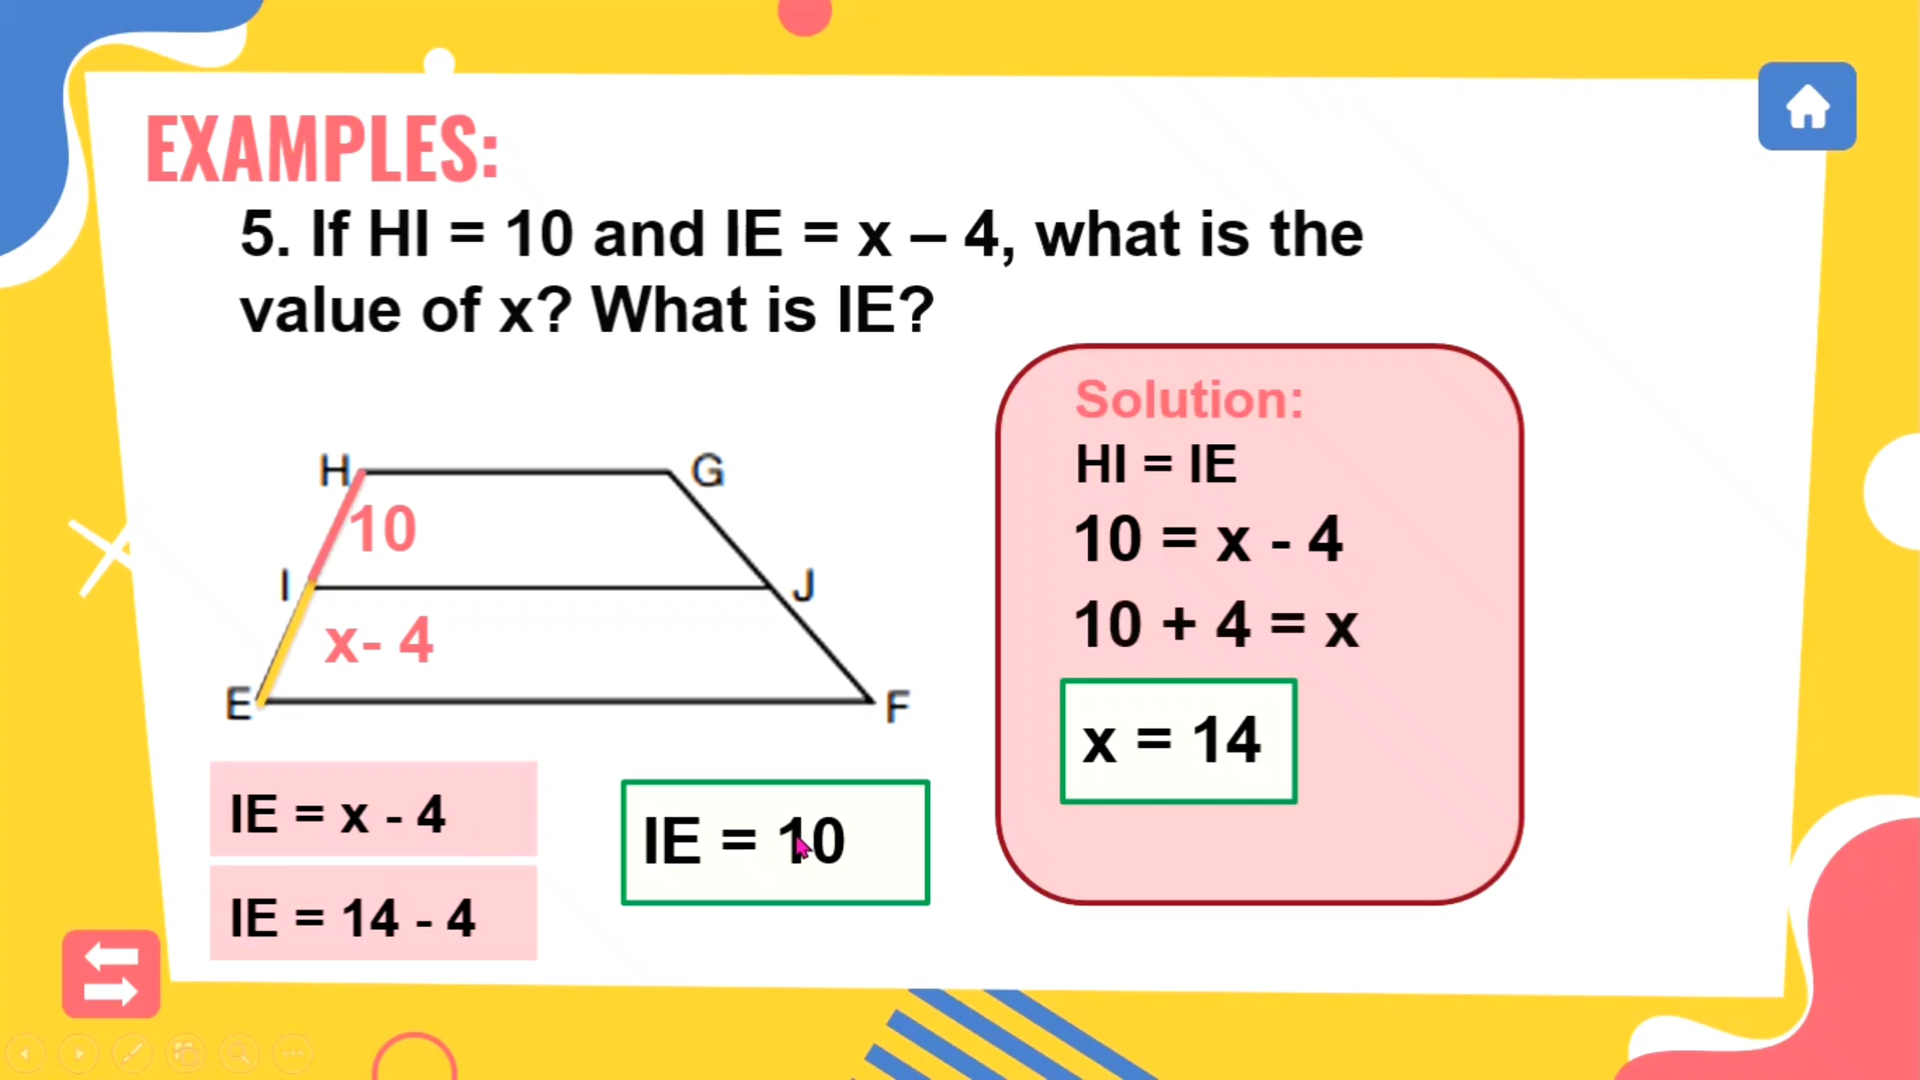 EXAMPLES:
5. If HI = 10 and IE = x – 4, what is the
value of x? What is IE?
H
G
10
I
J
x- 4
E
F
IE = x - 4
IE = 14 - 4
IE = 10
Solution:
HI = IE
10 = x - 4
10 + 4 = x
x = 14